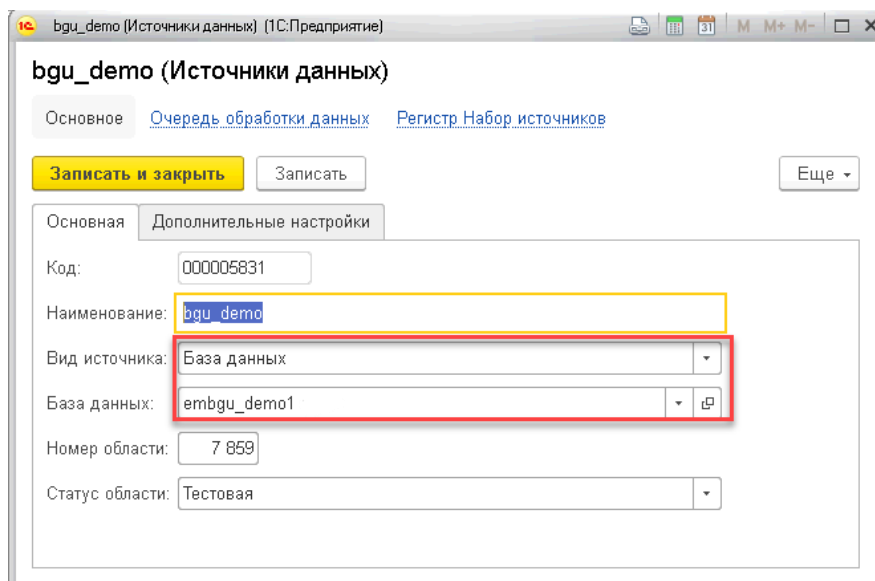 bgu_demo (Источники данных) (1С:Предприятие) 31 M M+ M-
bgu_demo (Источники данных)
Основное Очередь обработки данных Регистр Набор источников
Записать и закрыть Записать Еще
Основная Дополнительные настройки
Код: 000005831
Наименование: bgu_demo
Вид источника: База данных
База данных: embgu_demo1
Номер области: 7 859
Статус области: Тестовая